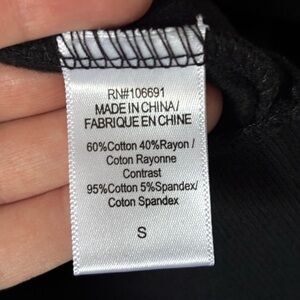 RN#106691
MADE IN CHINA/
FABRIQUE EN CHINE
60%Cotton 40%Rayon /
Coton Rayonne
Contrast
95%Cotton 5%Spandex/
Coton Spandex
S